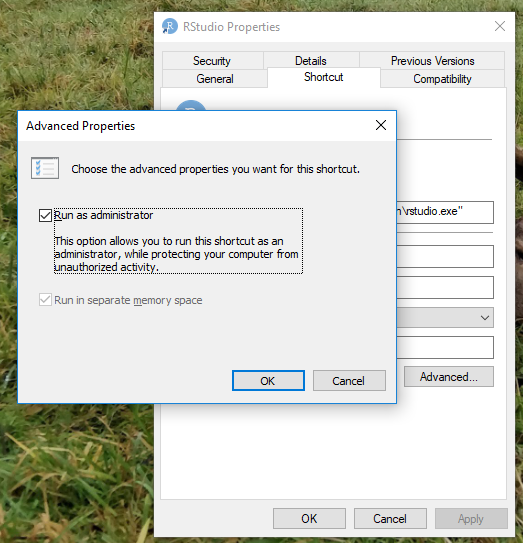 RStudio Properties
Security
Details
Previous Versions
General
Shortcut
Compatibility
Advanced Properties
Choose the advanced properties you want for this shortcut.
Run as administrator
This option allows you to run this shortcut as an
administrator, while protecting your computer from
unauthorized activity.
Run in separate memory space
OK
Cancel
\rstudio.exe"
Advanced...
OK
Cancel
Apply